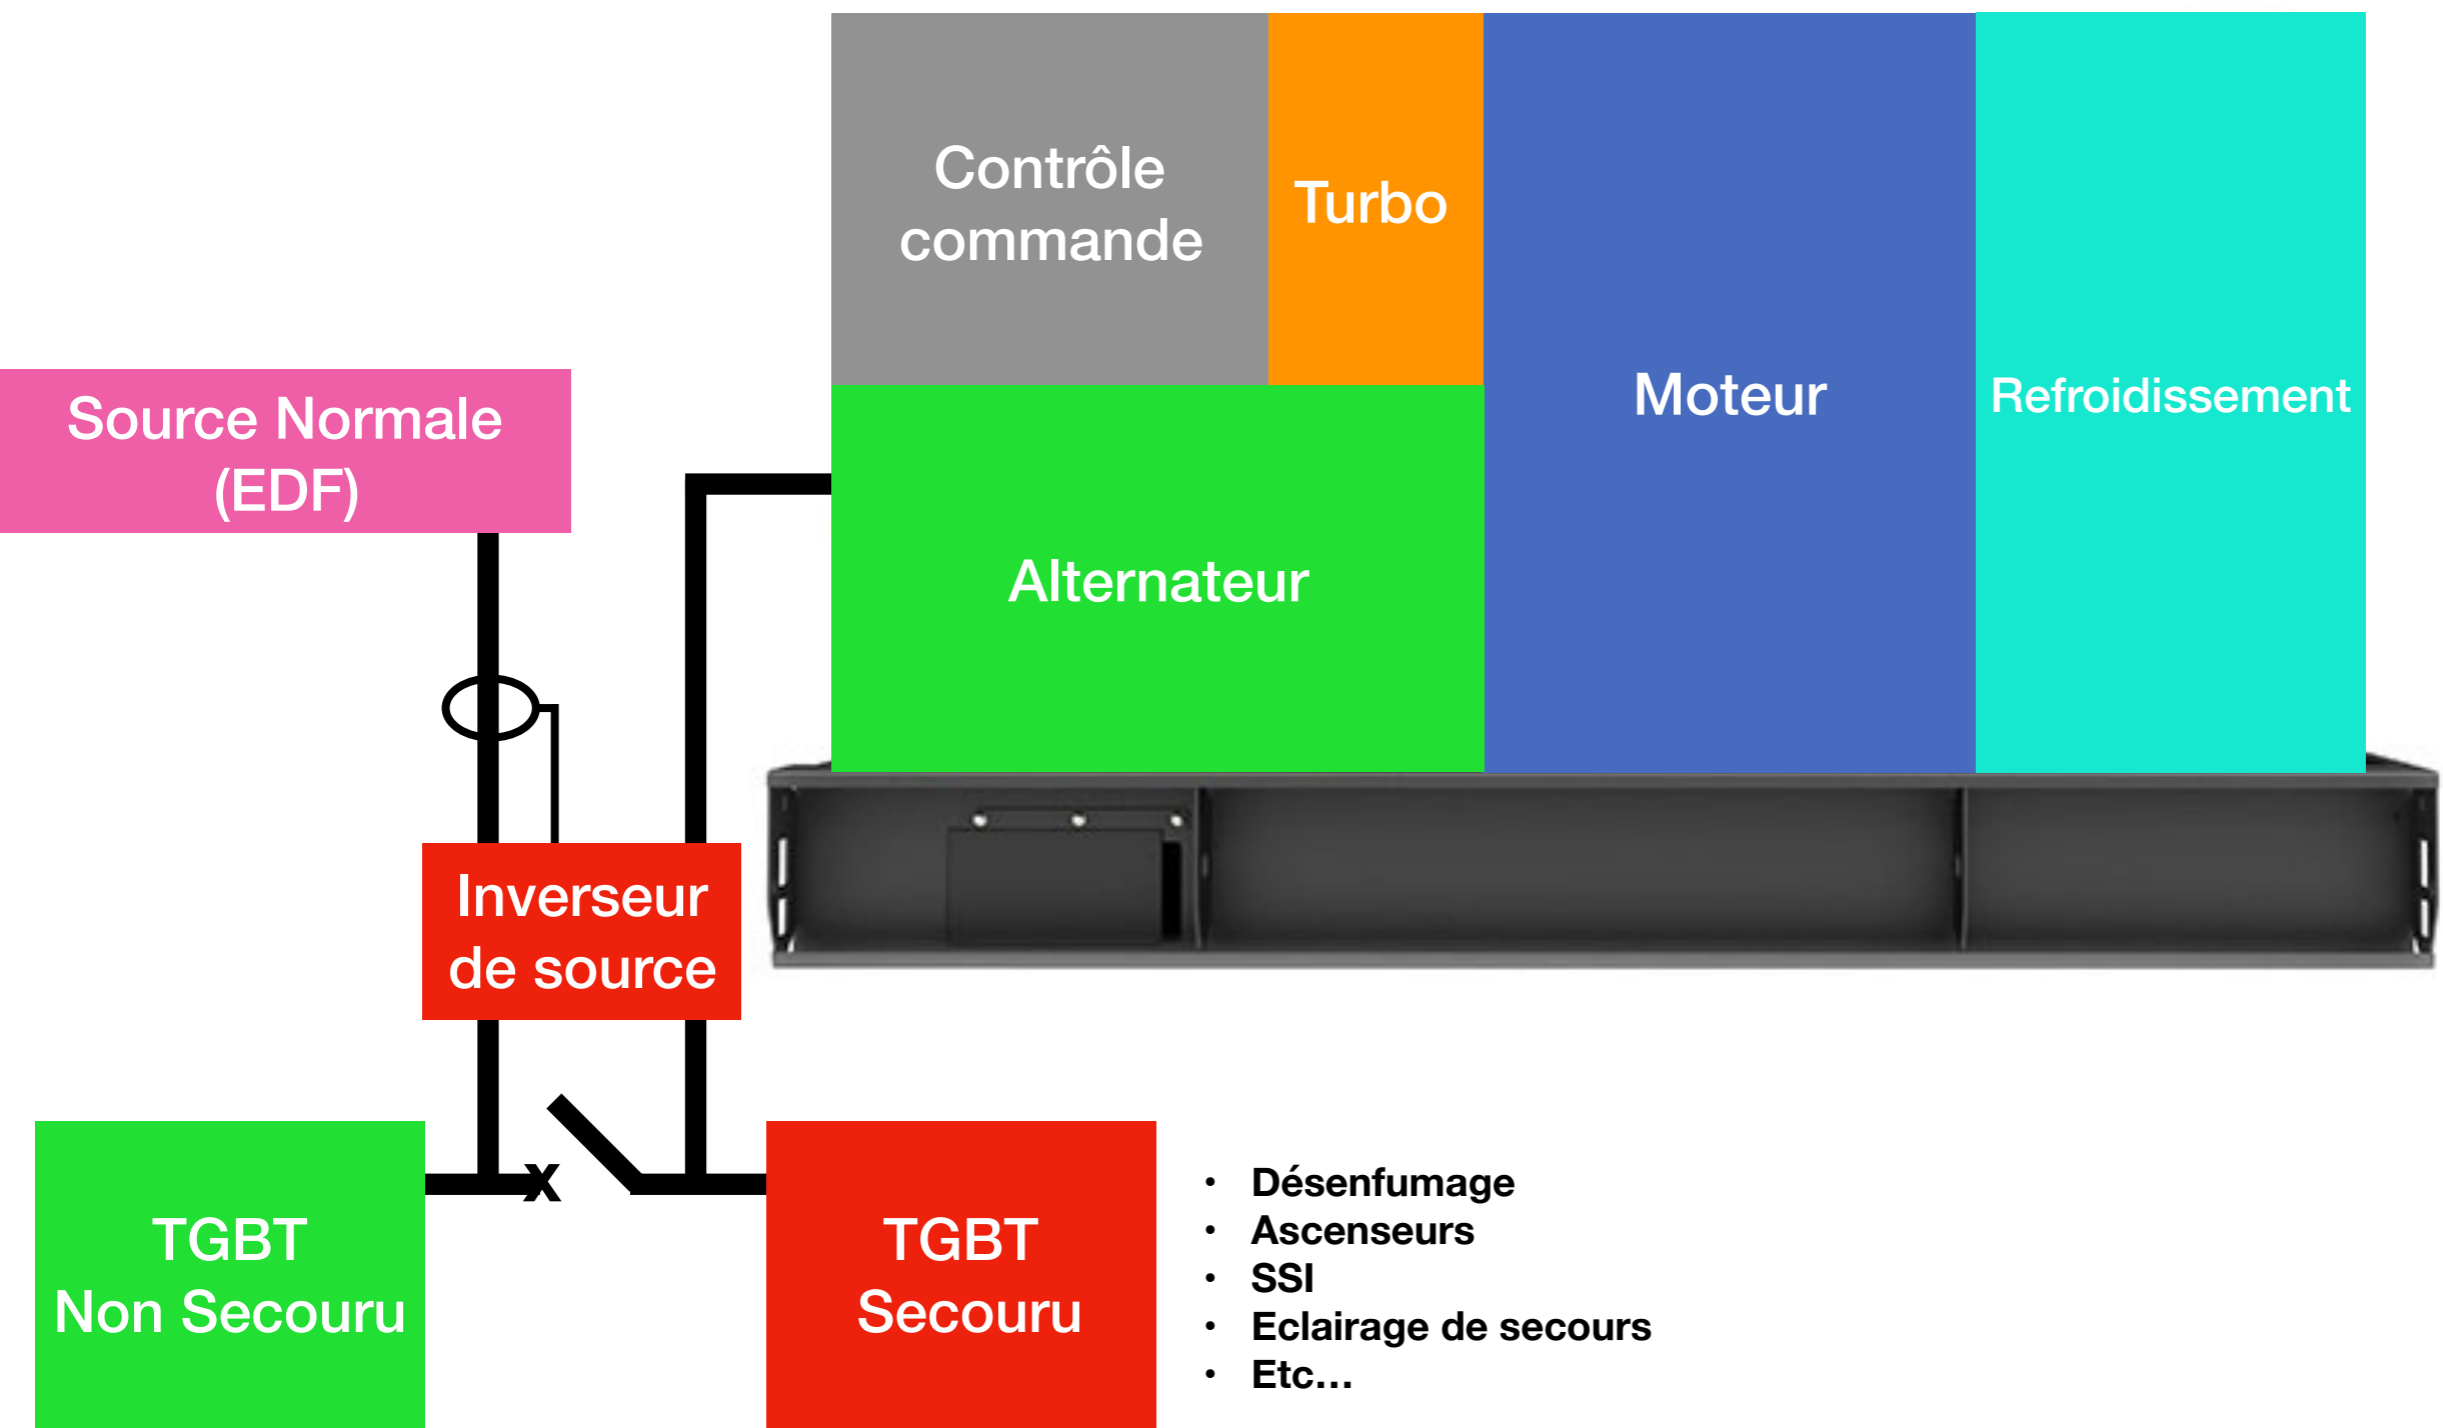 Contrôle
commande
Turbo
Moteur
Refroidissement
Source Normale
(EDF)
Alternateur
Inverseur
de source
x
TGBT
Non Secouru
TGBT
Secouru
• Désenfumage
• Ascenseurs
• SSI
• Eclairage de secours
• Etc…